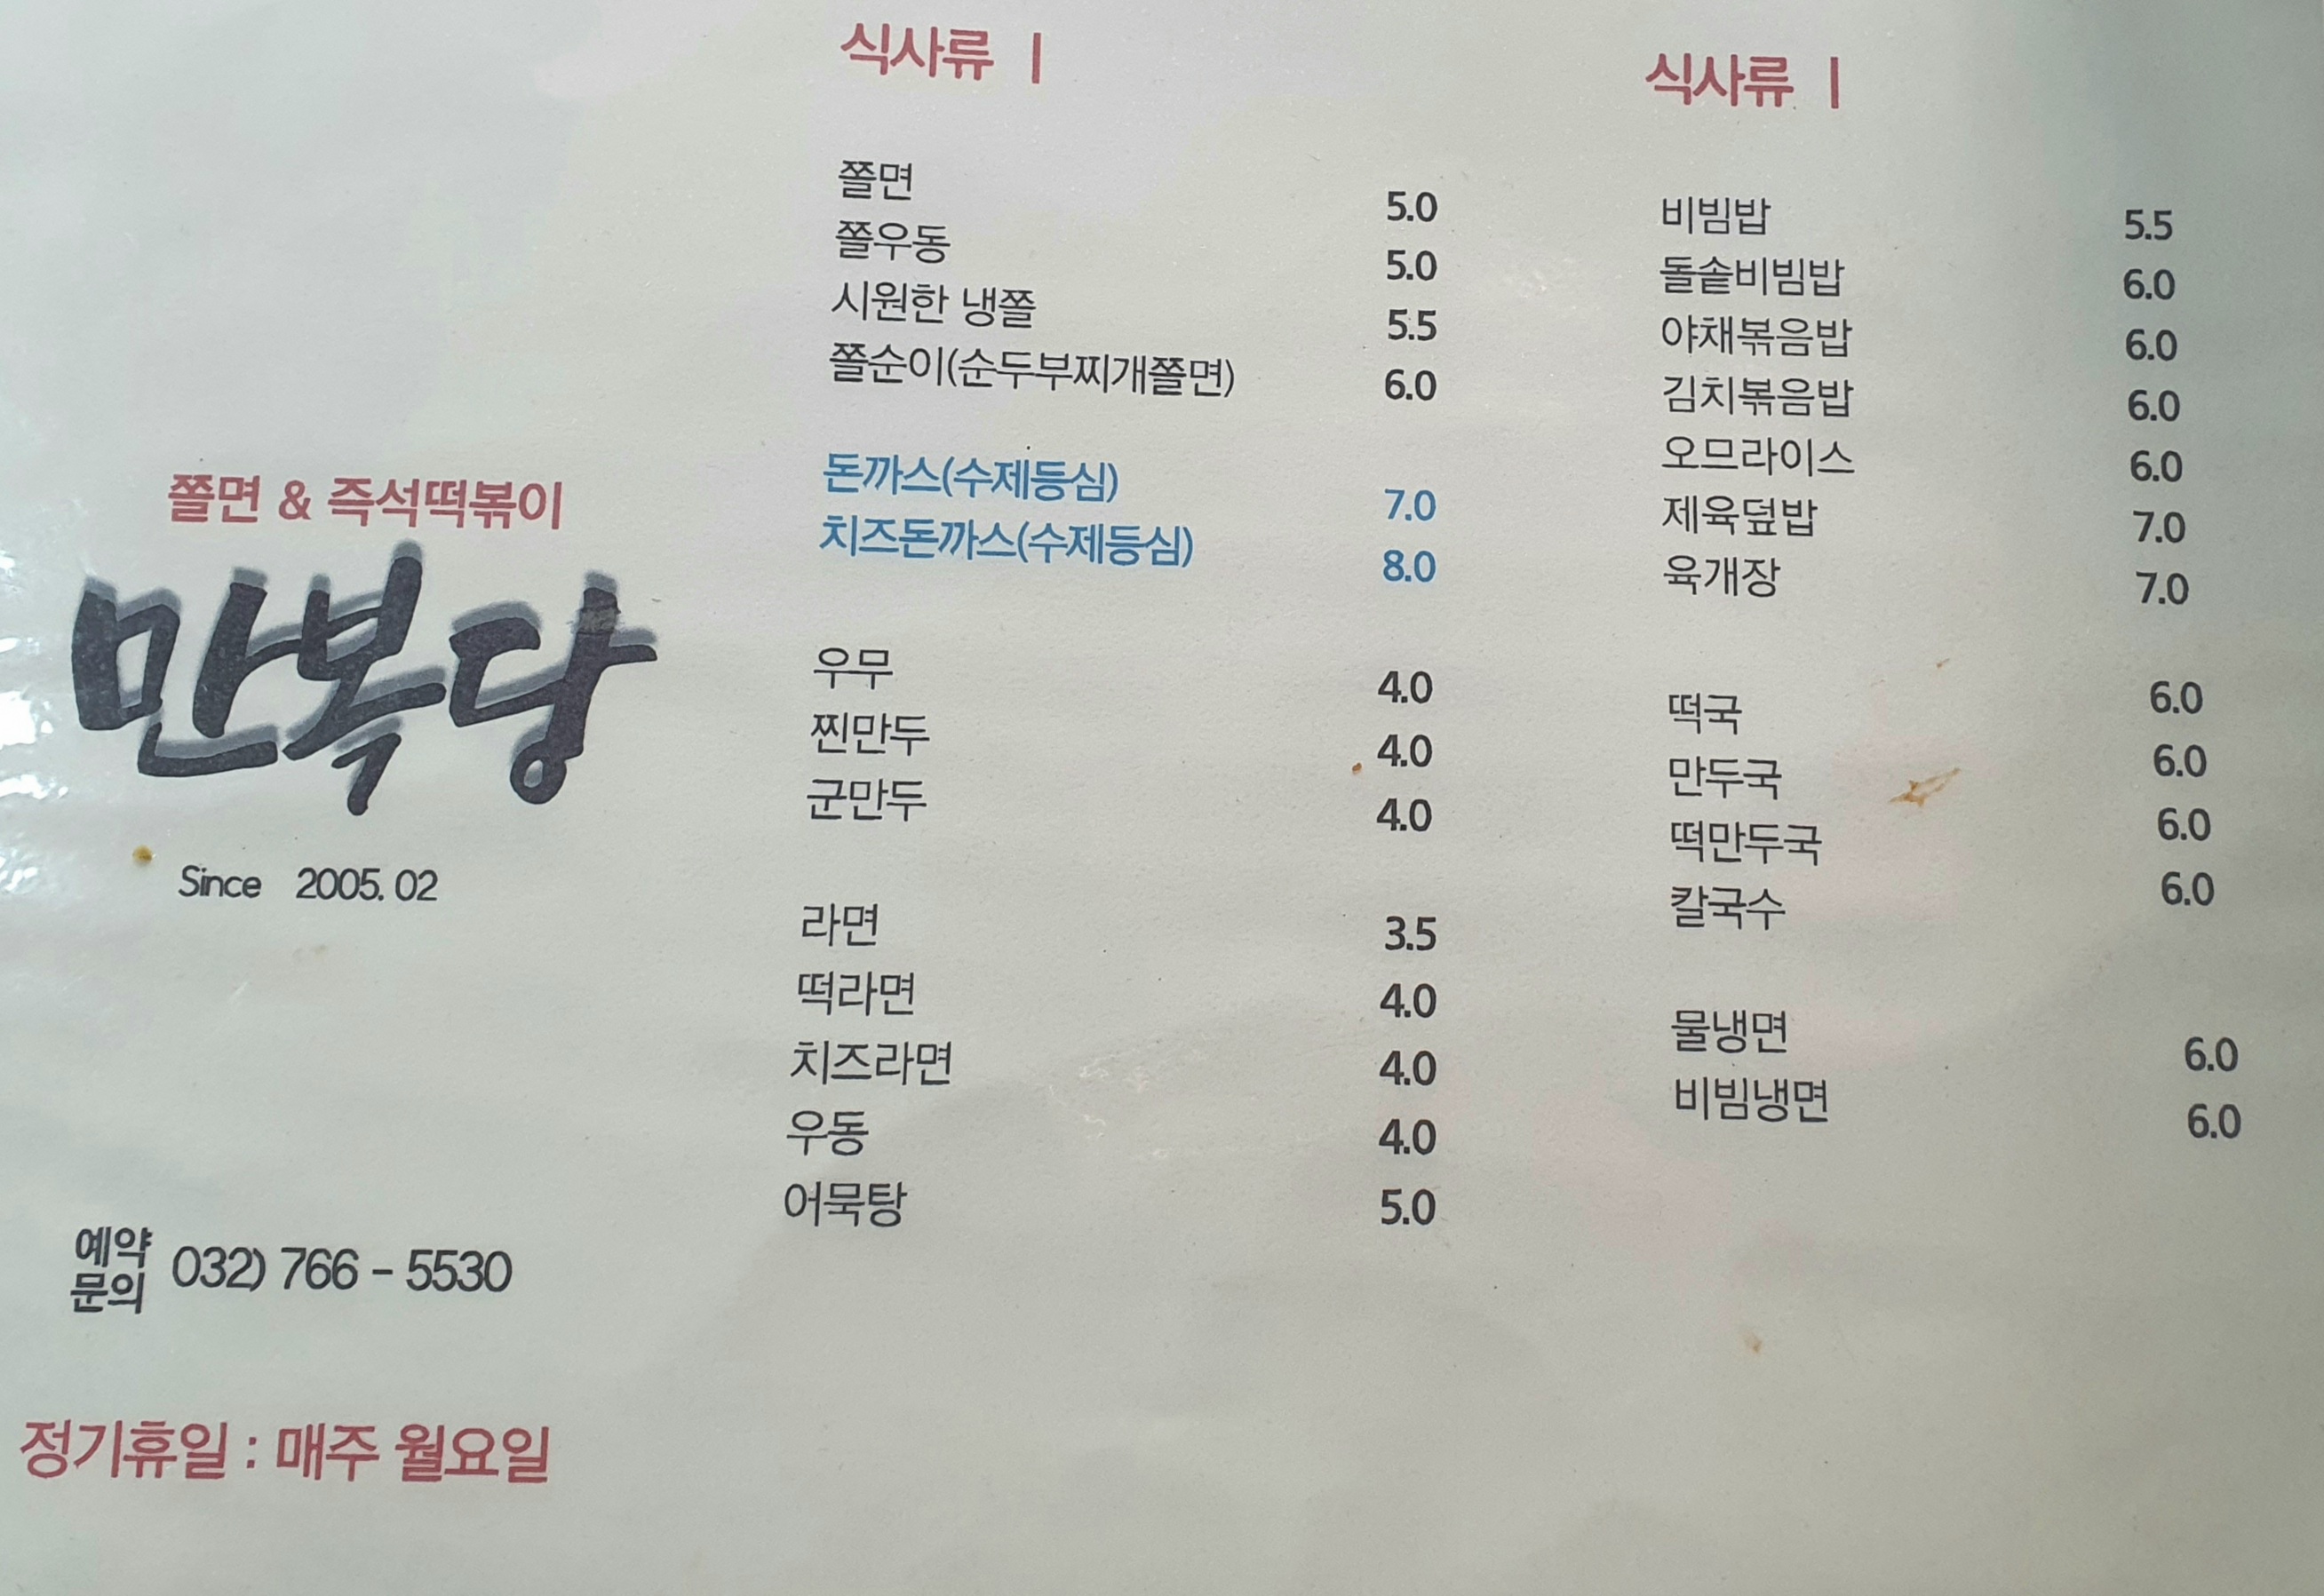 쫄면 & 즉석떡볶이
만복당
Since 2005. 02
예약
문의 032) 766 - 5530
정기휴일 : 매주 월요일
식사류 I
쫄면 5.0
쫄우동 5.0
시원한 냉쫄 5.5
쫄순이(순두부찌개쫄면) 6.0
돈까스(수제등심) 7.0
치즈돈까스(수제등심) 8.0
우무 4.0
찐만두 4.0
군만두 4.0
라면 3.5
떡라면 4.0
치즈라면 4.0
우동 4.0
어묵탕 5.0
식사류 I
비빔밥 5.5
돌솥비빔밥 6.0
야채볶음밥 6.0
김치볶음밥 6.0
오므라이스 6.0
제육덮밥 7.0
육개장 7.0
떡국 6.0
만두국 6.0
떡만두국 6.0
칼국수 6.0
물냉면 6.0
비빔냉면 6.0